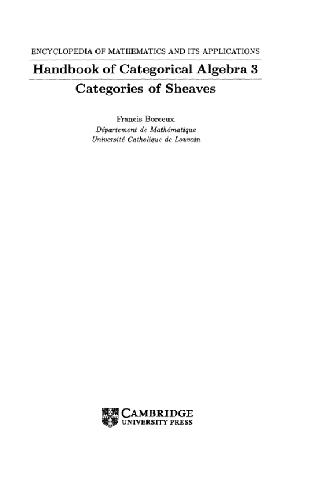 ENCYCLOPEDIA OF MATHEMATICS AND ITS APPLICATIONS
Handbook of Categorical Algebra 3
Categories of Sheaves
Francis Borceux
Département de Mathématique
Université Catholique de Louvain
CAMBRIDGE
UNIVERSITY PRESS